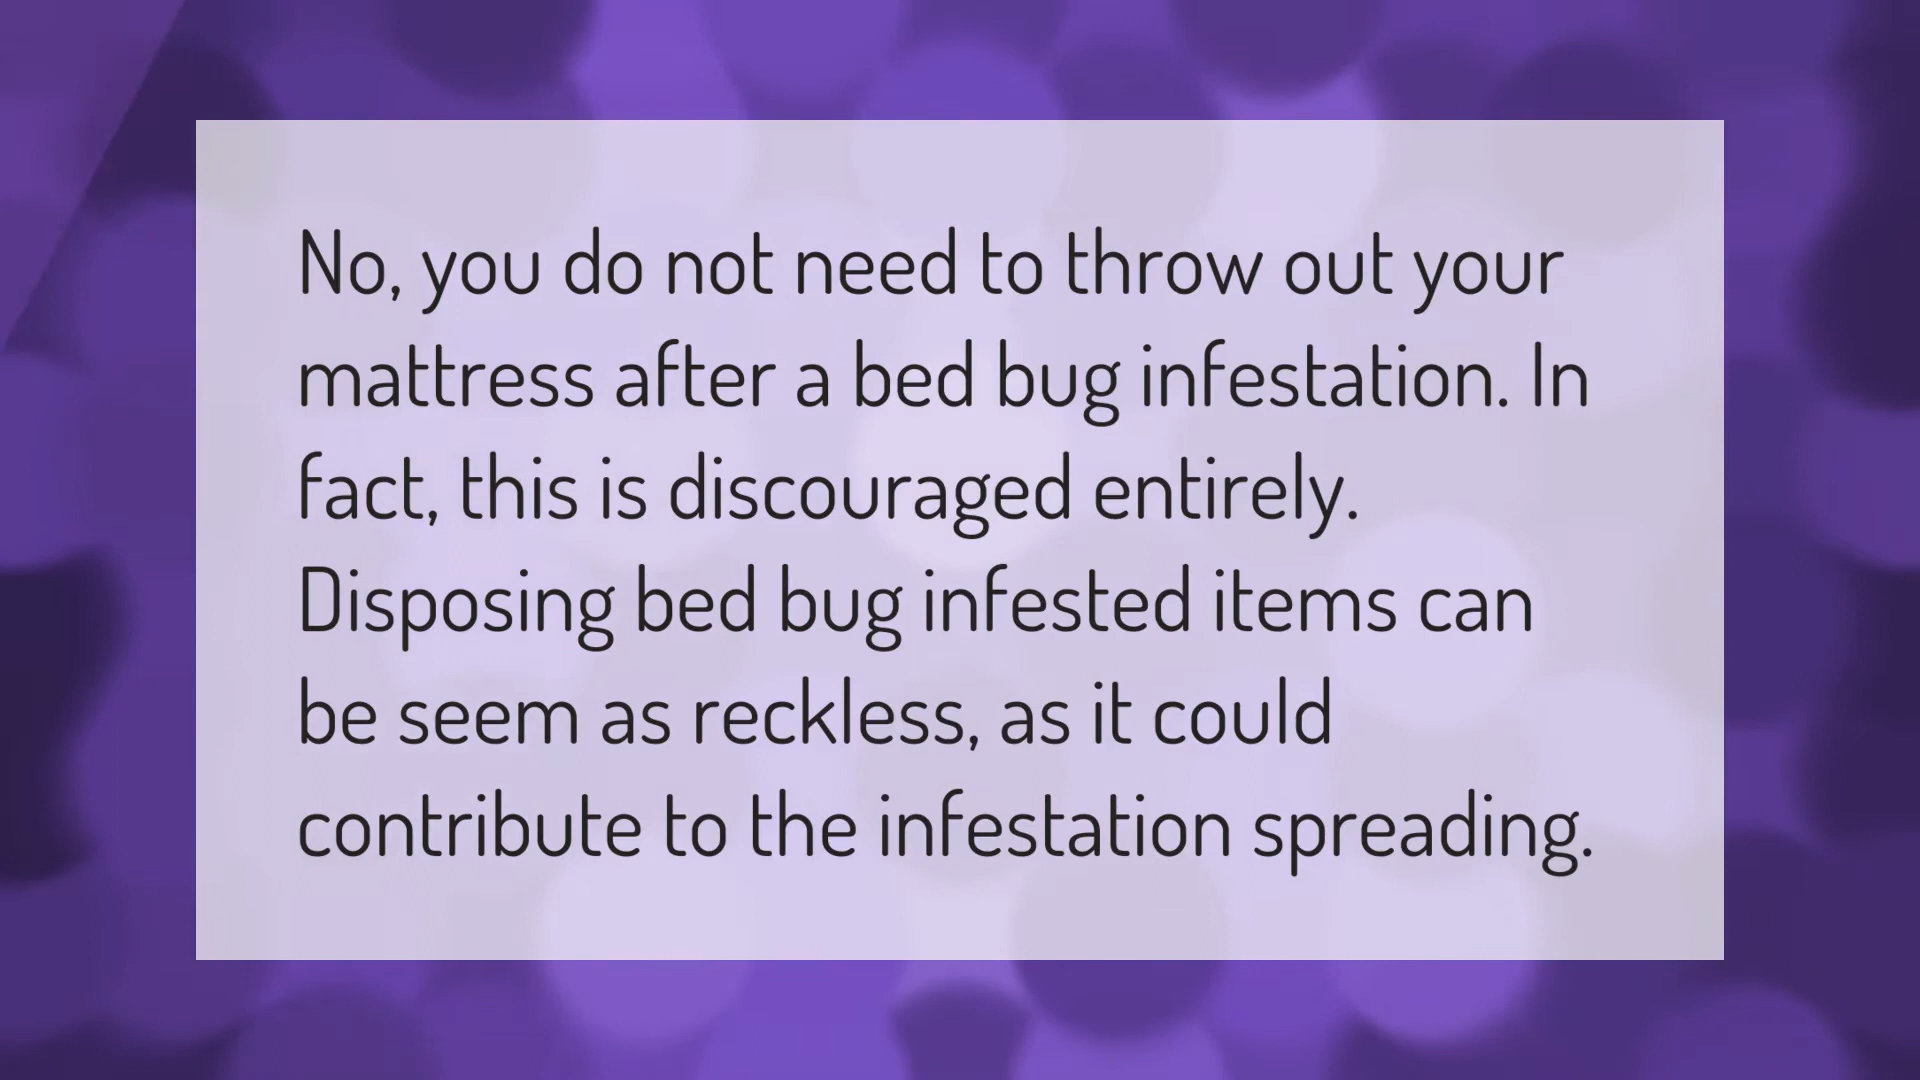 No, you do not need to throw out your
mattress after a bed bug infestation. In
fact, this is discouraged entirely.
Disposing bed bug infested items can
be seem as reckless, as it could
contribute to the infestation spreading.